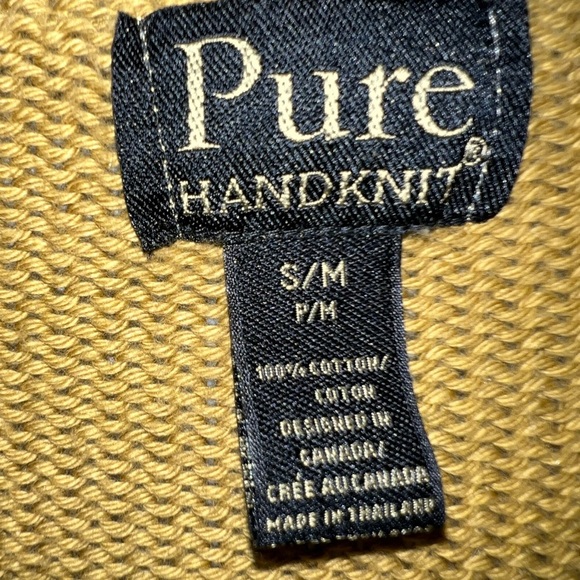 Pure
HANDKNIT®
S/M
P/M
100% COTTON/
COTON
DESIGNED IN
CANADA/
CRÉE AU CANADA
MADE IN THAILAND